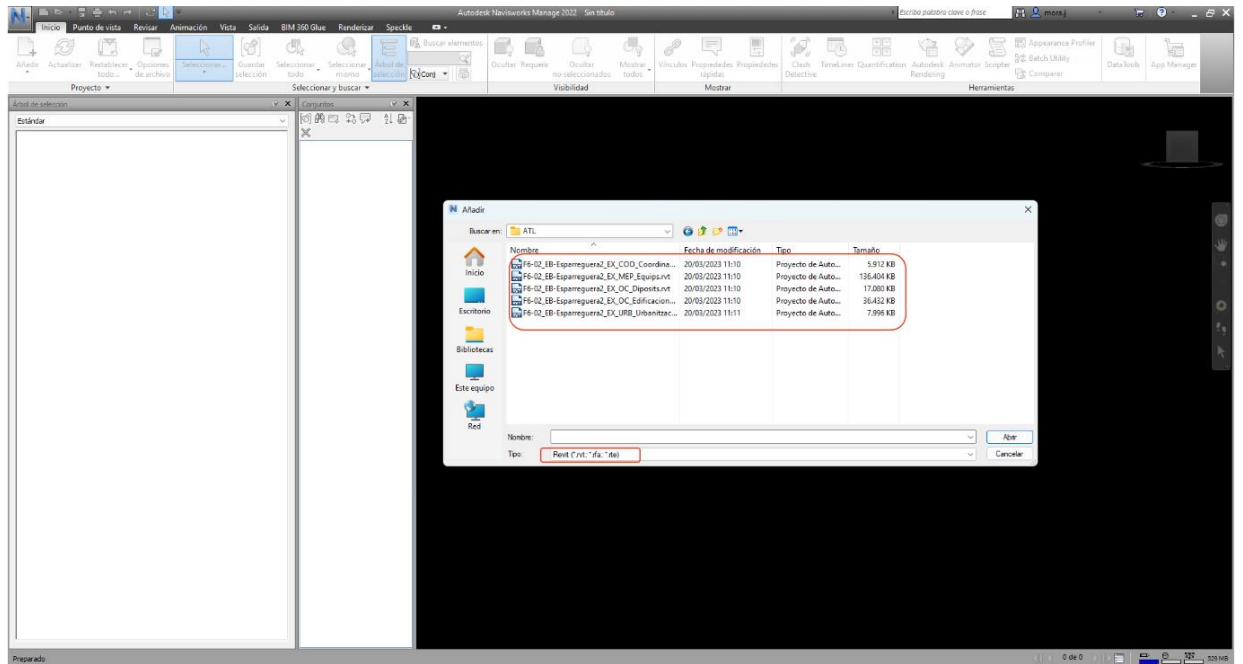 Autodesk Navisworks Manage 2022 Sin título
Escriba palabra clave o frase
mora.j
Inicio Punto de vista Revisar Animación Vista Salida BIM 360 Glue Renderizar Speckle
Añadir Actualizar Restablecer todo... Opciones de archivo
Seleccionar Guardar selección Seleccionar todo Seleccionar mismo Árbol de selección
Buscar elementos
Conj
Ocultar Requerir Ocultar no seleccionados Mostrar todos
Vínculos Propiedades rápidas Propiedades
Clash Detective TimeLiner Quantification Autodesk Rendering Animator Scripter
Appearance Profiler
Batch Utility
Comparer
DataTools App Manager
Proyecto Seleccionar y buscar Visibilidad Mostrar Herramientas
Árbol de selección Conjuntos
Estándar
Añadir
Buscar en: ATL
Nombre Fecha de modificación Tipo Tamaño
F6-02_EB-Esparreguera2_EX_COO_Coordina... 20/03/2023 11:10 Proyecto de Auto... 5.912 KB
F6-02_EB-Esparreguera2_EX_MEP_Equips.rvt 20/03/2023 11:10 Proyecto de Auto... 136.404 KB
F6-02_EB-Esparreguera2_EX_OC_Diposits.rvt 20/03/2023 11:10 Proyecto de Auto... 17.080 KB
F6-02_EB-Esparreguera2_EX_OC_Edificacion... 20/03/2023 11:10 Proyecto de Auto... 36.432 KB
F6-02_EB-Esparreguera2_EX_URB_Urbanitzac... 20/03/2023 11:11 Proyecto de Auto... 7.996 KB
Inicio
Escritorio
Bibliotecas
Este equipo
Red
Nombre: Abrir
Tipo: Revit (*.rvt; *.rfa; *.rte) Cancelar
Preparado
0 de 0
529 MB